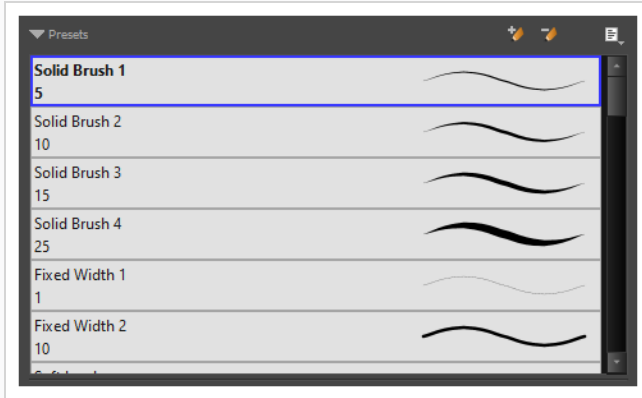 Presets
Solid Brush 1
5
Solid Brush 2
10
Solid Brush 3
15
Solid Brush 4
25
Fixed Width 1
1
Fixed Width 2
10